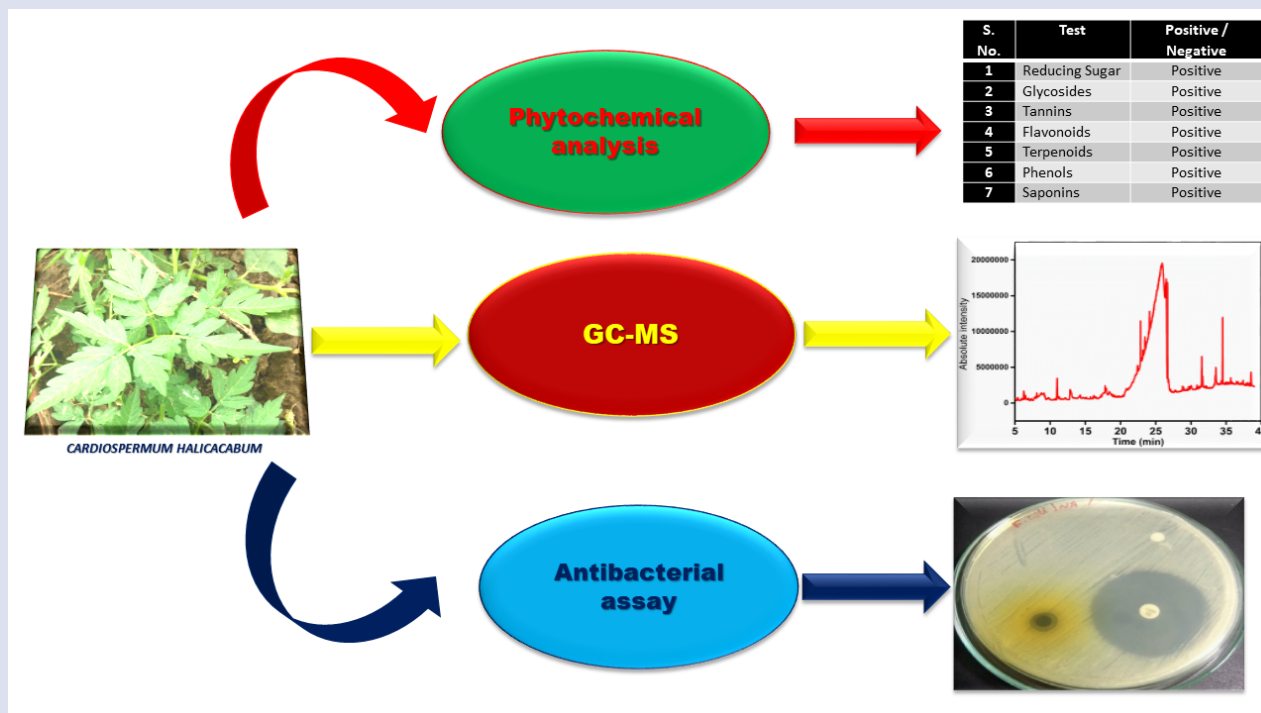 Phytochemical
analysis
S. No. Test Positive / Negative
1 Reducing Sugar Positive
2 Glycosides Positive
3 Tannins Positive
4 Flavonoids Positive
5 Terpenoids Positive
6 Phenols Positive
7 Saponins Positive
CARDIOSPERMUM HALICACABUM
GC-MS
Absolute intensity
20000000
15000000
10000000
5000000
0
5 10 15 20 25 30 35
Time (min)
Antibacterial
assay